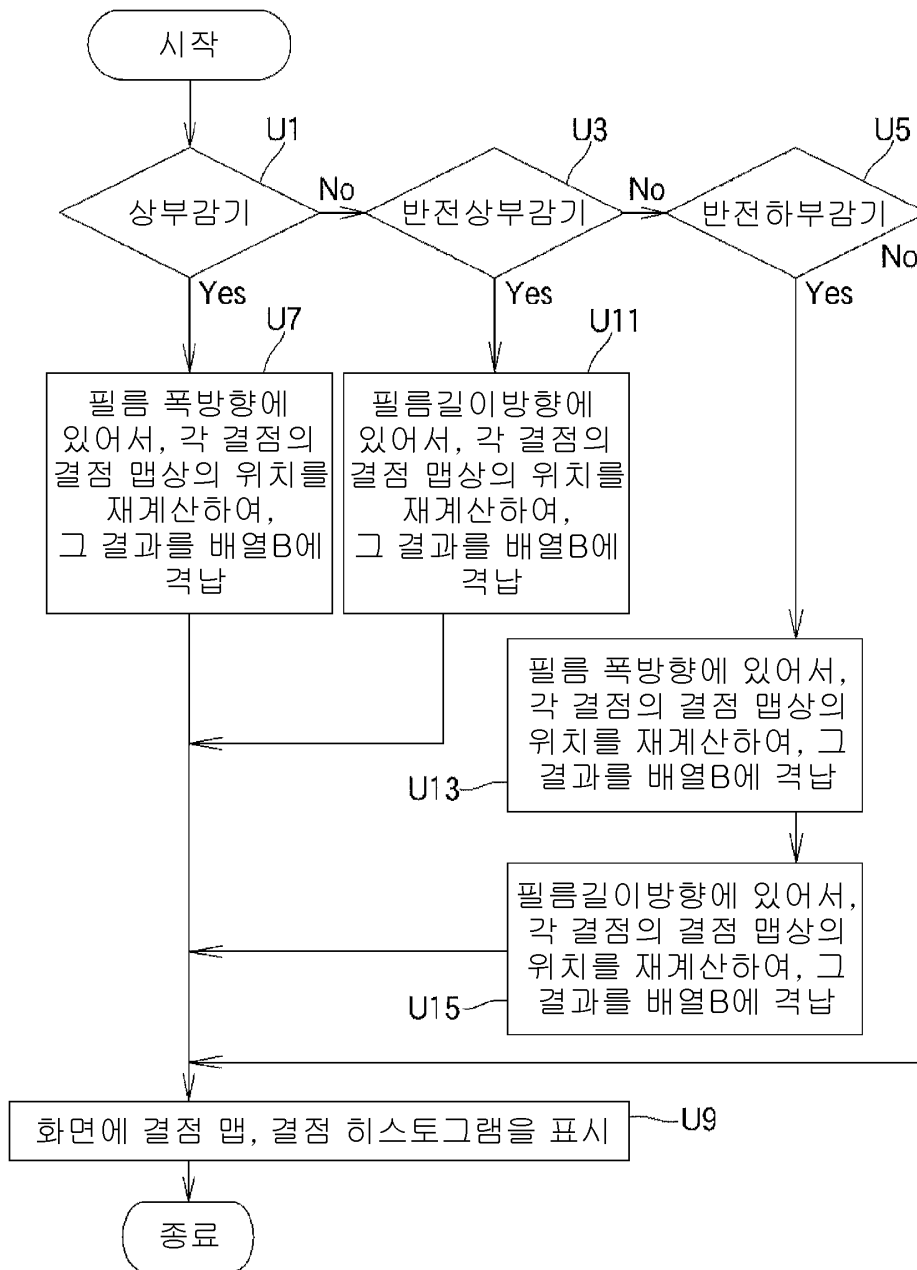 시작
U1
U3
U5
상부감기
No
반전상부감기
No
반전하부감기
No
Yes
Yes
Yes
U7
U11
필름 폭방향에
있어서, 각 결점의
결점 맵상의 위치를
재계산하여,
그 결과를 배열B에
격납
필름길이방향에
있어서, 각 결점의
결점 맵상의 위치를
재계산하여,
그 결과를 배열B에
격납
필름 폭방향에 있어서,
각 결점의 결점 맵상의
위치를 재계산하여, 그
결과를 배열B에 격납
U13
필름길이방향에 있어서,
각 결점의 결점 맵상의
위치를 재계산하여, 그
결과를 배열B에 격납
U15
화면에 결점 맵, 결점 히스토그램을 표시
U9
종료